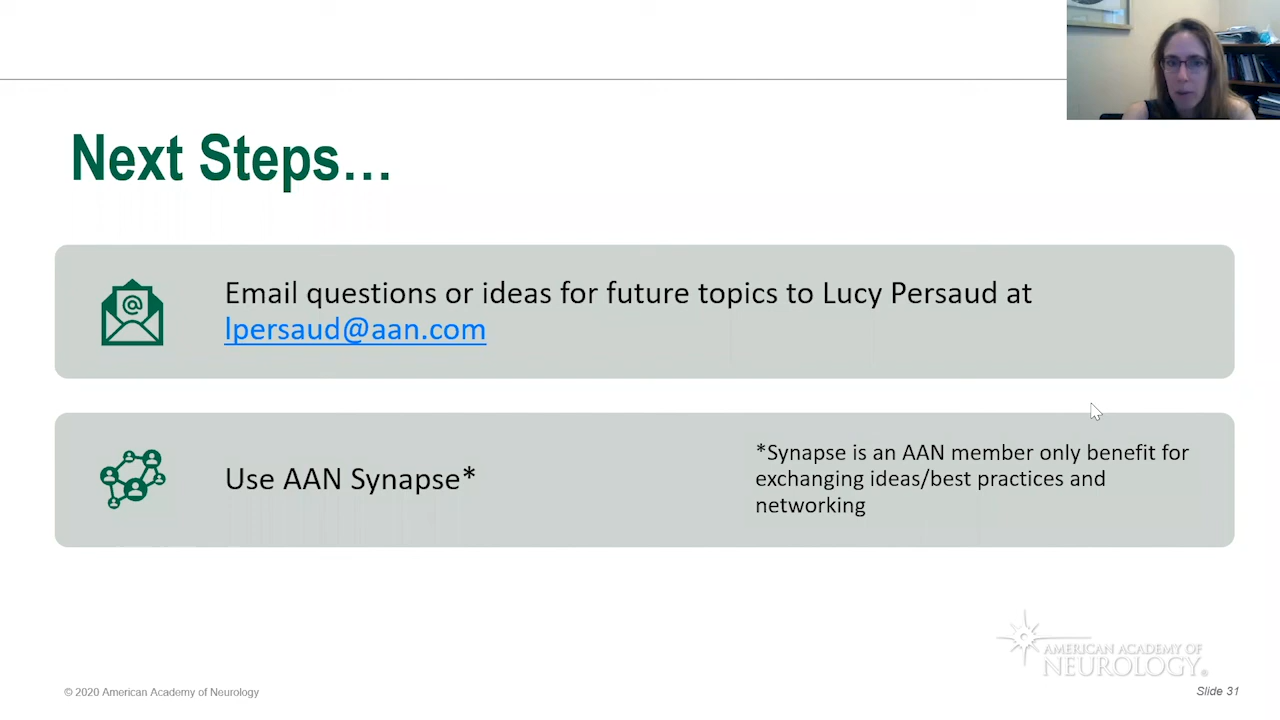 Next Steps…
Email questions or ideas for future topics to Lucy Persaud at
lpersaud@aan.com
Use AAN Synapse*
*Synapse is an AAN member only benefit for
exchanging ideas/best practices and
networking
AMERICAN ACADEMY OF
NEUROLOGY®
© 2020 American Academy of Neurology
Slide 31